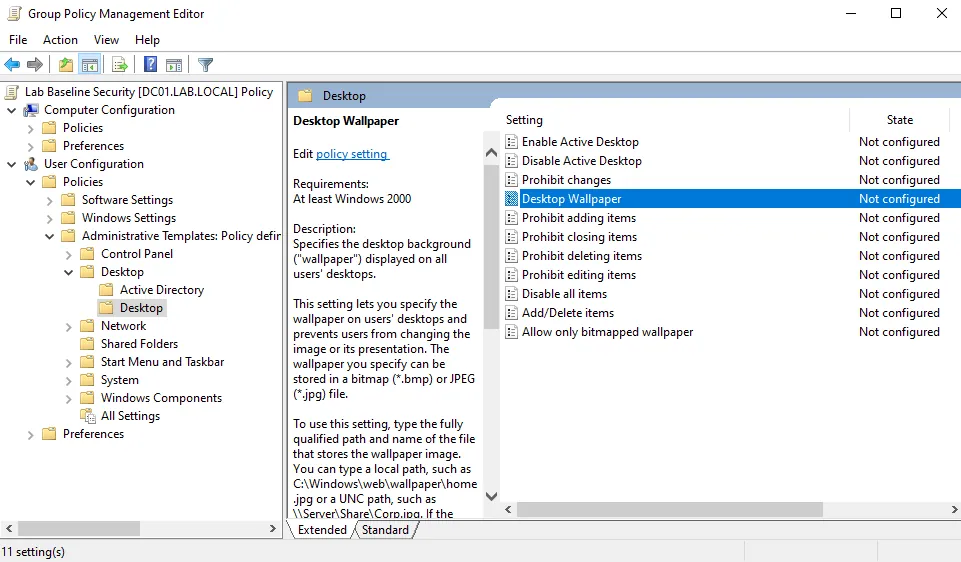 Group Policy Management Editor
File Action View Help
Lab Baseline Security [DC01.LAB.LOCAL] Policy
Computer Configuration
Policies
Preferences
User Configuration
Policies
Software Settings
Windows Settings
Administrative Templates: Policy defin
Control Panel
Desktop
Active Directory
Desktop
Network
Shared Folders
Start Menu and Taskbar
System
Windows Components
All Settings
Preferences
Desktop
Desktop Wallpaper
Edit policy setting
Requirements:
At least Windows 2000
Description:
Specifies the desktop background
("wallpaper") displayed on all
users' desktops.
This setting lets you specify the
wallpaper on users' desktops and
prevents users from changing the
image or its presentation. The
wallpaper you specify can be
stored in a bitmap (*.bmp) or JPEG
(*.jpg) file.
To use this setting, type the fully
qualified path and name of the file
that stores the wallpaper image.
You can type a local path, such as
C:\Windows\web\wallpaper\home
.jpg or a UNC path, such as
\\Server\Share\Corp.jpg. If the
Setting State
Enable Active Desktop Not configured
Disable Active Desktop Not configured
Prohibit changes Not configured
Desktop Wallpaper Not configured
Prohibit adding items Not configured
Prohibit closing items Not configured
Prohibit deleting items Not configured
Prohibit editing items Not configured
Disable all items Not configured
Add/Delete items Not configured
Allow only bitmapped wallpaper Not configured
Extended Standard
11 setting(s)